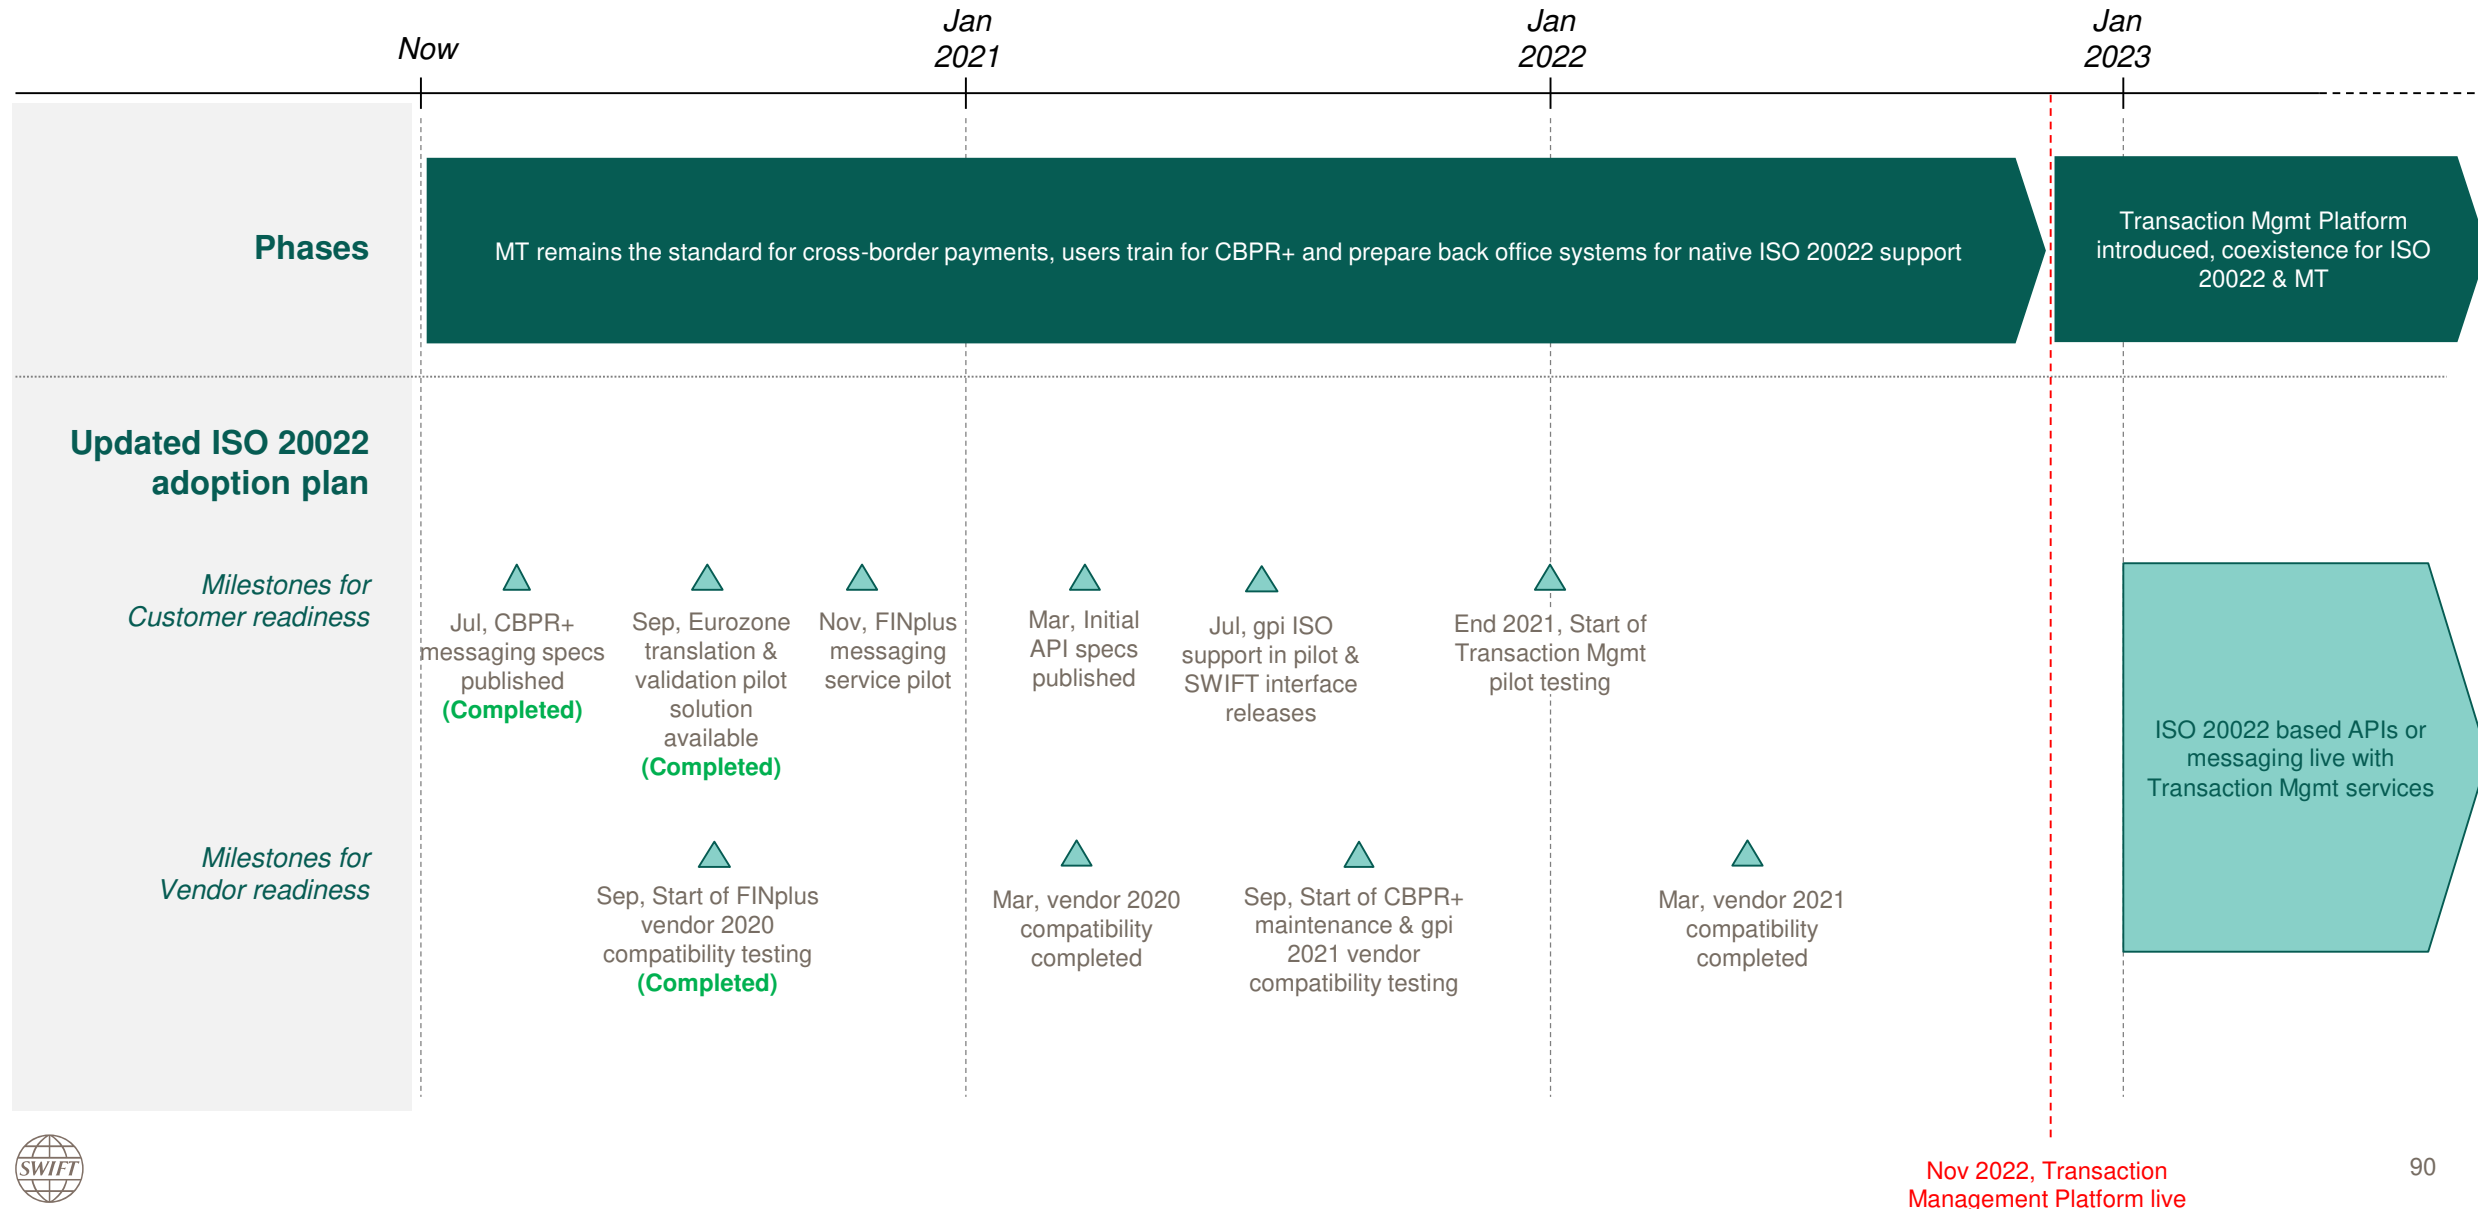 Now
Jan
2021
Jan
2022
Jan
2023
Phases
MT remains the standard for cross-border payments, users train for CBPR+ and prepare back office systems for native ISO 20022 support
Transaction Mgmt Platform
introduced, coexistence for ISO
20022 & MT
Updated ISO 20022
adoption plan
Milestones for
Customer readiness
Jul, CBPR+
messaging specs
published
(Completed)
Sep, Eurozone
translation &
validation pilot
solution
available
(Completed)
Nov, FINplus
messaging
service pilot
Mar, Initial
API specs
published
Jul, gpi ISO
support in pilot &
SWIFT interface
releases
End 2021, Start of
Transaction Mgmt
pilot testing
ISO 20022 based APIs or
messaging live with
Transaction Mgmt services
Milestones for
Vendor readiness
Sep, Start of FINplus
vendor 2020
compatibility testing
(Completed)
Mar, vendor 2020
compatibility
completed
Sep, Start of CBPR+
maintenance & gpi
2021 vendor
compatibility testing
Mar, vendor 2021
compatibility
completed
SWIFT
Nov 2022, Transaction
Management Platform live
90